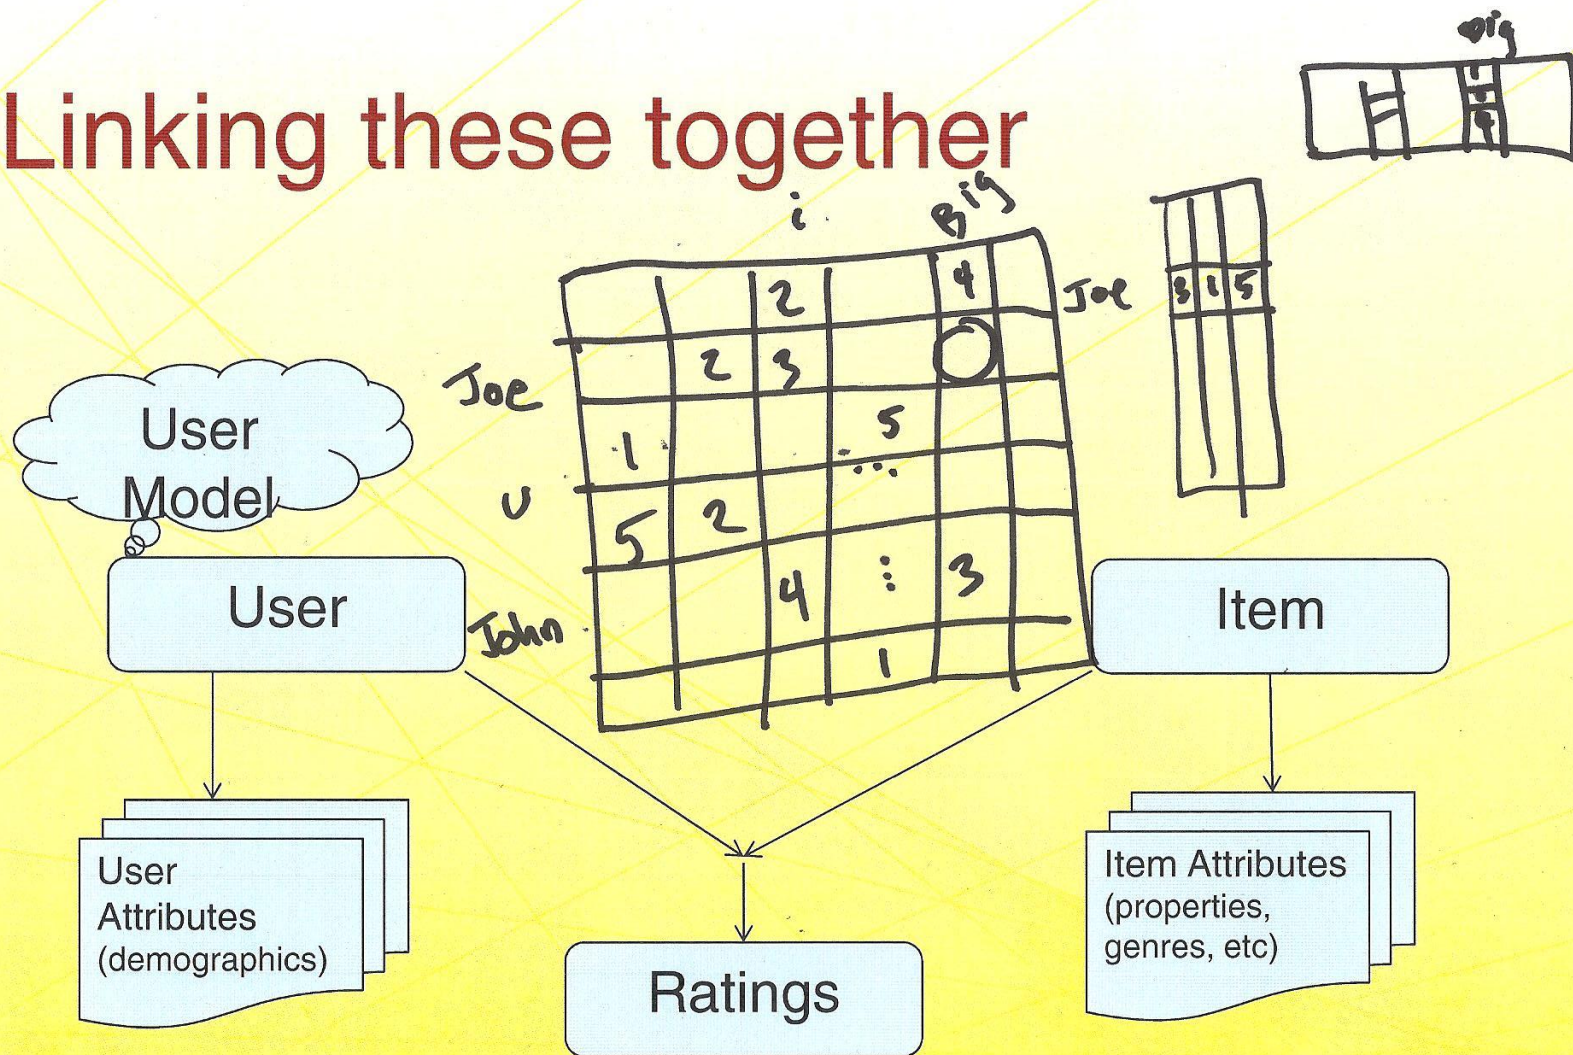 Big
Linking these together
i
Big
2 4
Joe
3 1 5
Joe
2 3
1 5
...
U
5 2
John
4 ⋮ 3
1
User
Model
User
Item
User
Attributes
(demographics)
Item Attributes
(properties,
genres, etc)
Ratings